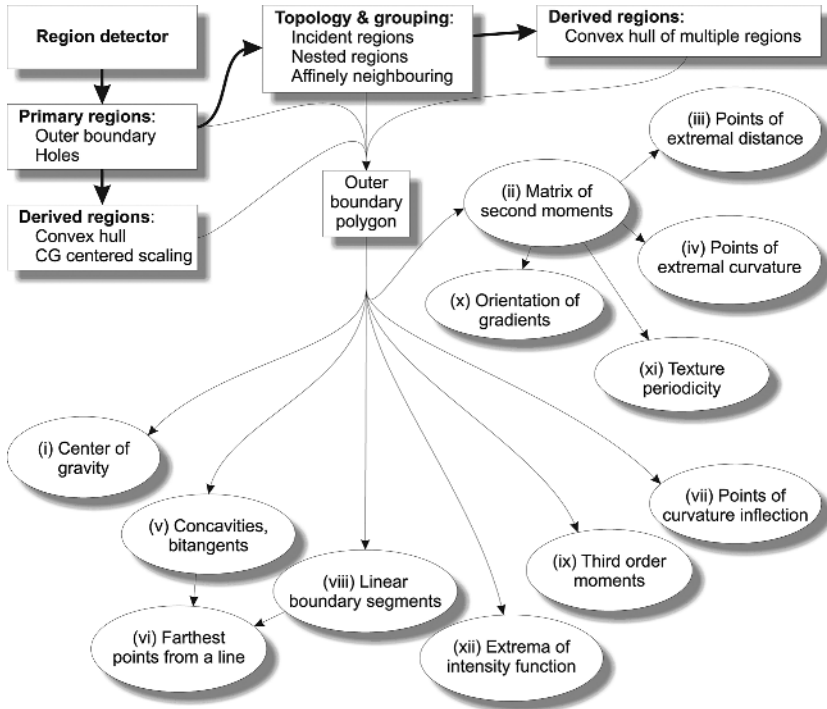 Region detector
Topology & grouping:
Incident regions
Nested regions
Affinely neighbouring
Derived regions:
Convex hull of multiple regions
Primary regions:
Outer boundary
Holes
Derived regions:
Convex hull
CG centered scaling
Outer
boundary
polygon
(ii) Matrix of
second moments
(iii) Points of
extremal distance
(iv) Points of
extremal curvature
(x) Orientation of
gradients
(xi) Texture
periodicity
(i) Center of
gravity
(v) Concavities,
bitangents
(vi) Farthest
points from a line
(viii) Linear
boundary segments
(xii) Extrema of
intensity function
(ix) Third order
moments
(vii) Points of
curvature inflection